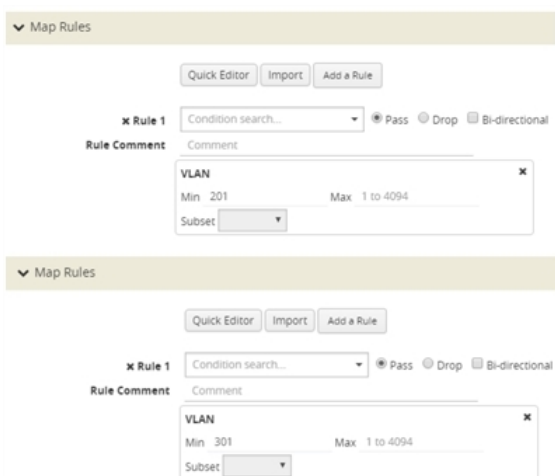 Map Rules
Quick Editor Import Add a Rule
x Rule 1 Condition search... Pass Drop Bi-directional
Rule Comment Comment
VLAN x
Min 201 Max 1 to 4094
Subset
Map Rules
Quick Editor Import Add a Rule
x Rule 1 Condition search... Pass Drop Bi-directional
Rule Comment Comment
VLAN x
Min 301 Max 1 to 4094
Subset